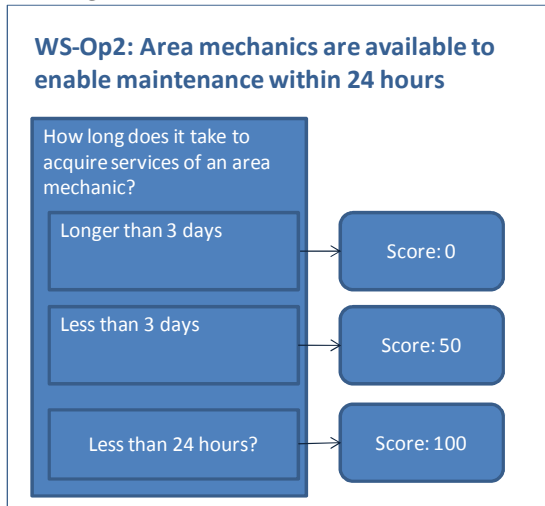 WS-Op2: Area mechanics are available to
enable maintenance within 24 hours
How long does it take to
acquire services of an area
mechanic?
Longer than 3 days
Score: 0
Less than 3 days
Score: 50
Less than 24 hours?
Score: 100